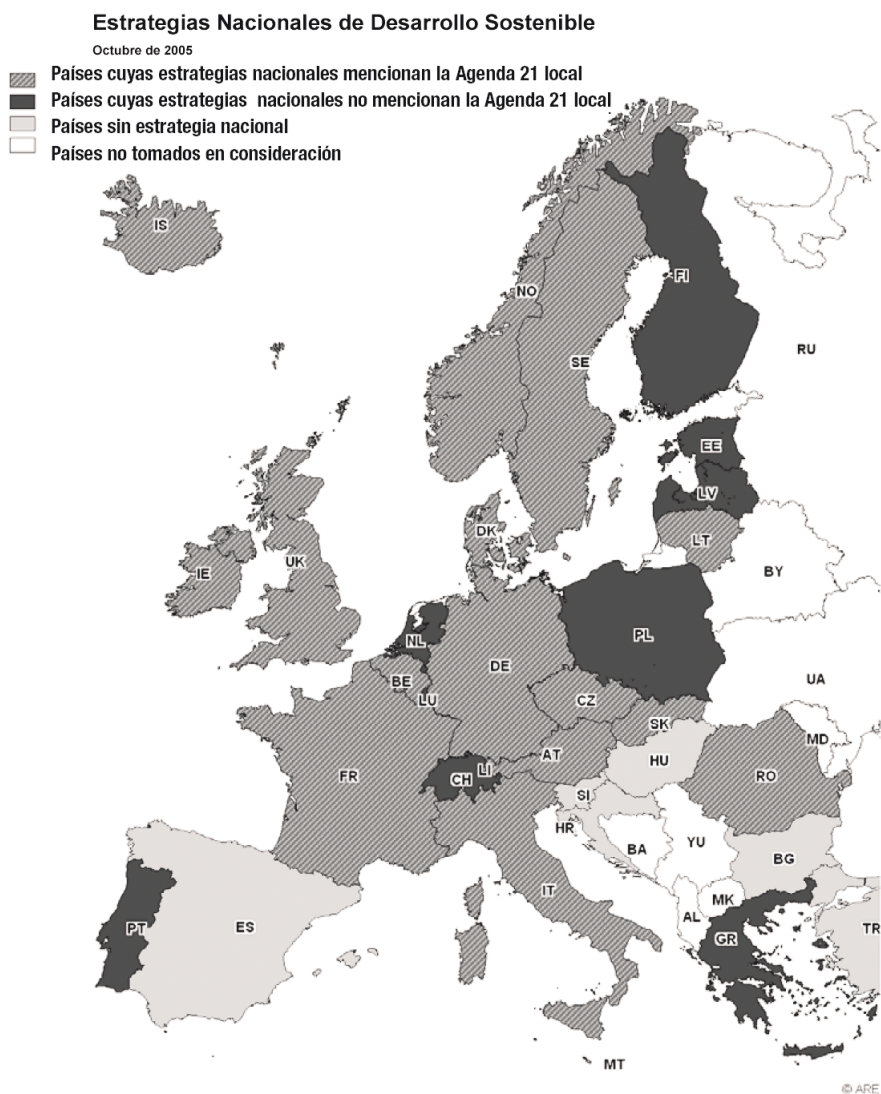 Estrategias Nacionales de Desarrollo Sostenible
Octubre de 2005
Países cuyas estrategias nacionales mencionan la Agenda 21 local
Países cuyas estrategias  nacionales no mencionan la Agenda 21 local
Países sin estrategia nacional
Países no tomados en consideración
IS
NO
FI
RU
SE
EE
LV
DK
LT
UK
IE
BY
NL
PL
DE
BE
LU
CZ
UA
SK
MD
AT
HU
FR
CH
LI
RO
SI
HR
BA
YU
BG
IT
MK
AL
PT
ES
GR
TR
MT
© ARE